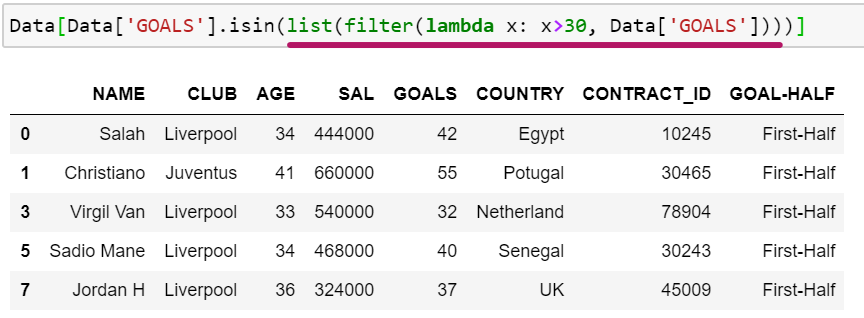 Data[Data['GOALS'].isin(list(filter(lambda x: x>30, Data['GOALS'])))]
NAME CLUB AGE SAL GOALS COUNTRY CONTRACT_ID GOAL-HALF
0 Salah Liverpool 34 444000 42 Egypt 10245 First-Half
1 Christiano Juventus 41 660000 55 Potugal 30465 First-Half
3 Virgil Van Liverpool 33 540000 32 Netherland 78904 First-Half
5 Sadio Mane Liverpool 34 468000 40 Senegal 30243 First-Half
7 Jordan H Liverpool 36 324000 37 UK 45009 First-Half